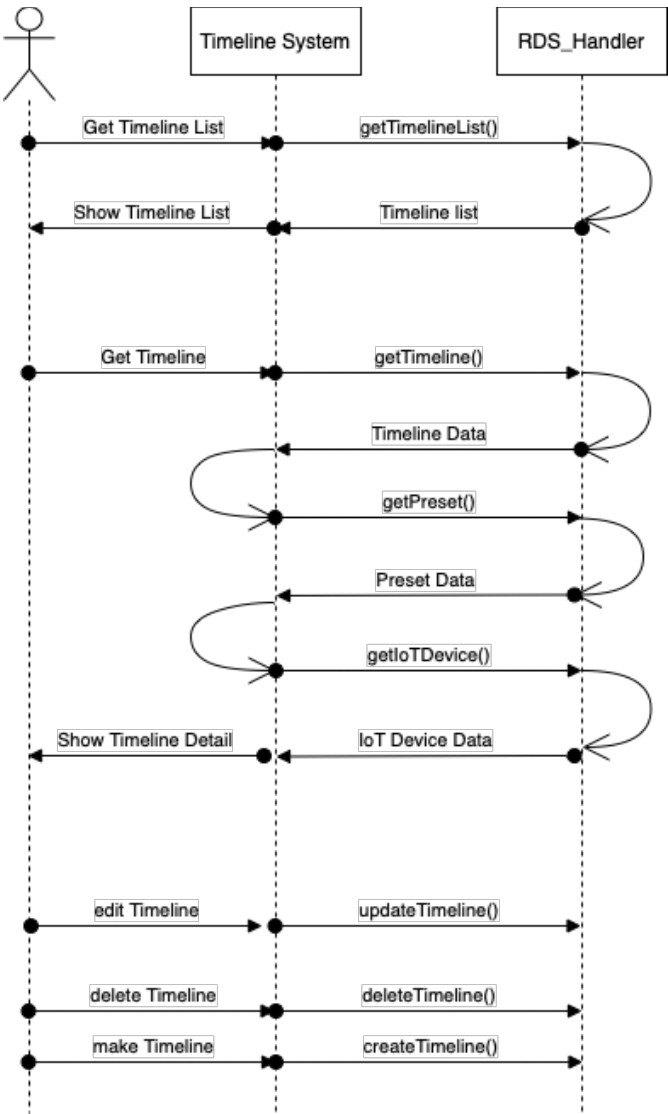 Timeline System
RDS_Handler
Get Timeline List
getTimelineList()
Show Timeline List
Timeline list
Get Timeline
getTimeline()
Timeline Data
getPreset()
Preset Data
getIoTDevice()
Show Timeline Detail
IoT Device Data
edit Timeline
updateTimeline()
delete Timeline
deleteTimeline()
make Timeline
createTimeline()